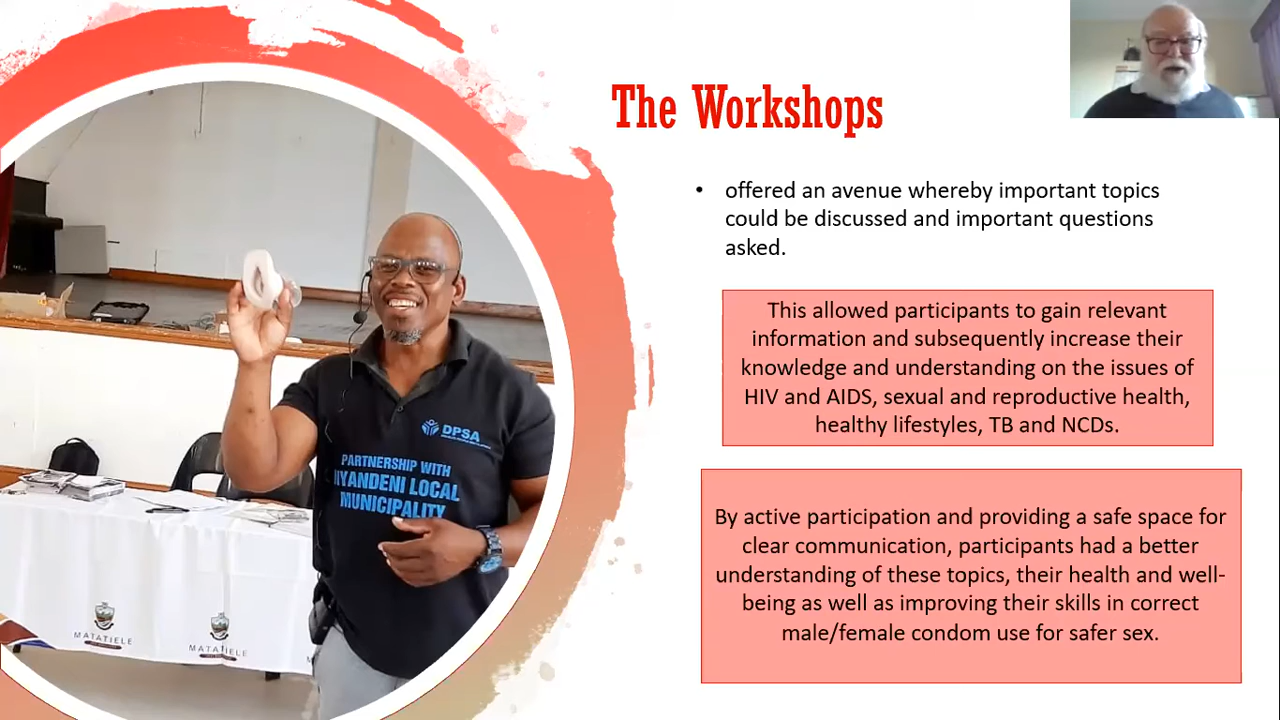 The Workshops
• offered an avenue whereby important topics
could be discussed and important questions
asked.
This allowed participants to gain relevant
information and subsequently increase their
knowledge and understanding on the issues of
HIV and AIDS, sexual and reproductive health,
healthy lifestyles, TB and NCDs.
By active participation and providing a safe space for
clear communication, participants had a better
understanding of these topics, their health and well-
being as well as improving their skills in correct
male/female condom use for safer sex.
DPSA
PARTNERSHIP WITH
NYANDENI LOCAL
MUNICIPALITY
MATATIELE
MATATIELE